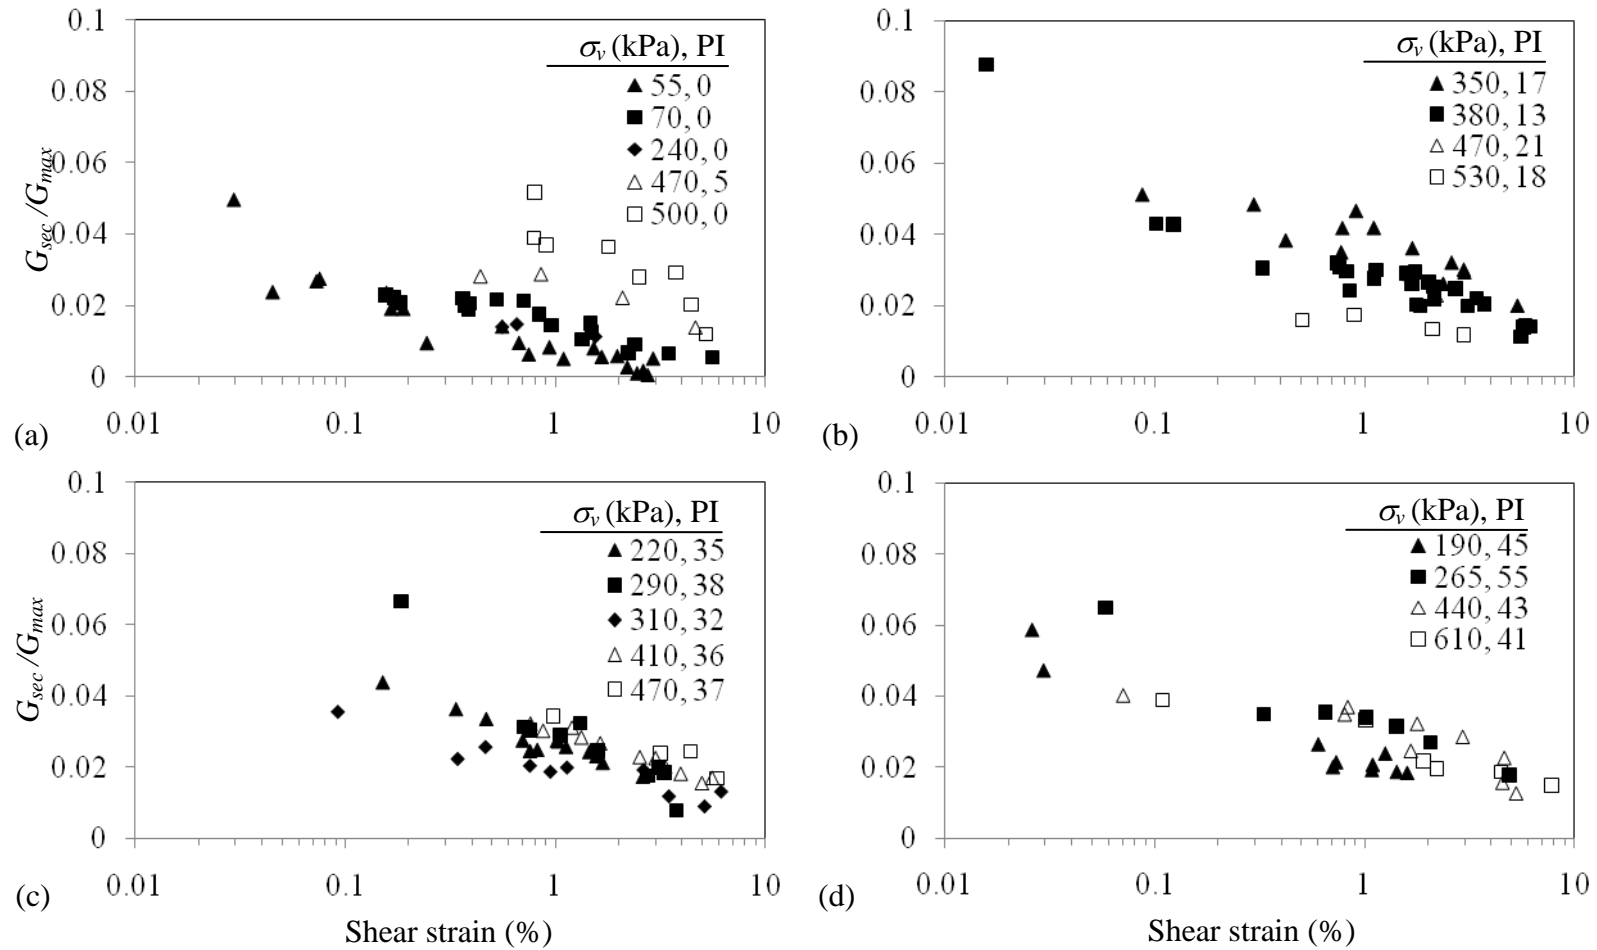 0.1
σv (kPa), PI
55, 0
70, 0
240, 0
470, 5
500, 0
0.08
0.06
0.04
0.02
0
Gsec /Gmax
0.01 0.1 1 10
(a)
0.1
σv (kPa), PI
350, 17
380, 13
470, 21
530, 18
0.08
0.06
0.04
0.02
0
0.01 0.1 1 10
(b)
0.1
σv (kPa), PI
220, 35
290, 38
310, 32
410, 36
470, 37
0.08
0.06
0.04
0.02
0
Gsec /Gmax
0.01 0.1 1 10
(c)
Shear strain (%)
0.1
σv (kPa), PI
190, 45
265, 55
440, 43
610, 41
0.08
0.06
0.04
0.02
0
0.01 0.1 1 10
(d)
Shear strain (%)